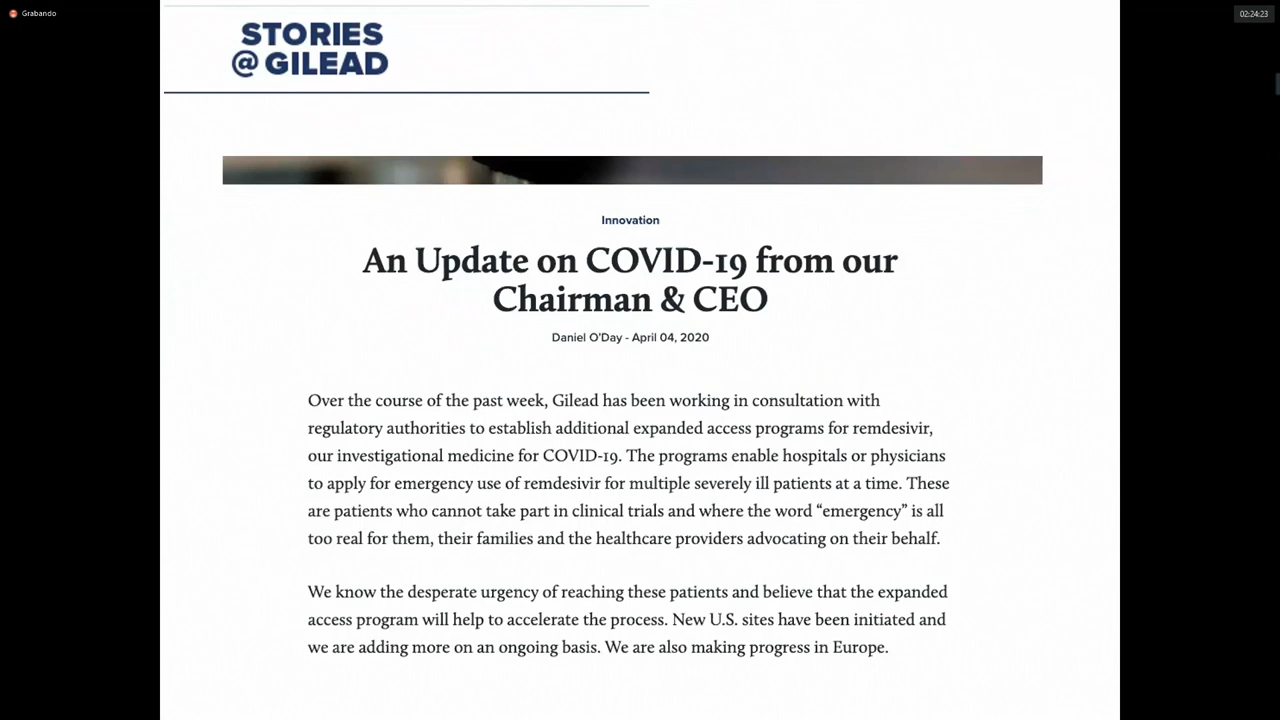 Grabando
02:24:23
STORIES
@ GILEAD
Innovation
An Update on COVID-19 from our
Chairman & CEO
Daniel O'Day - April 04, 2020
Over the course of the past week, Gilead has been working in consultation with
regulatory authorities to establish additional expanded access programs for remdesivir,
our investigational medicine for COVID-19. The programs enable hospitals or physicians
to apply for emergency use of remdesivir for multiple severely ill patients at a time. These
are patients who cannot take part in clinical trials and where the word “emergency” is all
too real for them, their families and the healthcare providers advocating on their behalf.
We know the desperate urgency of reaching these patients and believe that the expanded
access program will help to accelerate the process. New U.S. sites have been initiated and
we are adding more on an ongoing basis. We are also making progress in Europe.